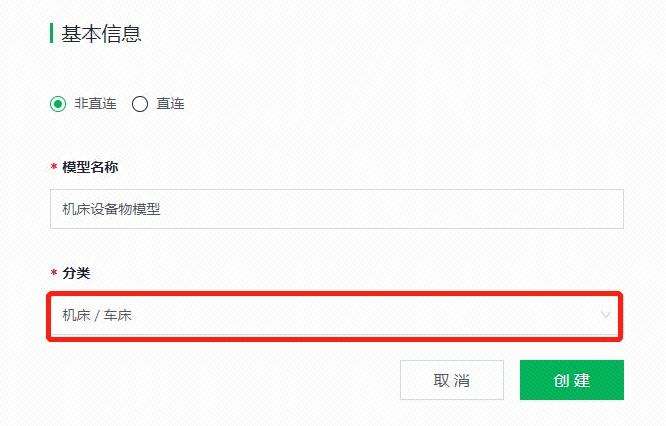 基本信息
非直连 直连
* 模型名称
机床设备物模型
* 分类
机床 / 车床
取 消 创 建